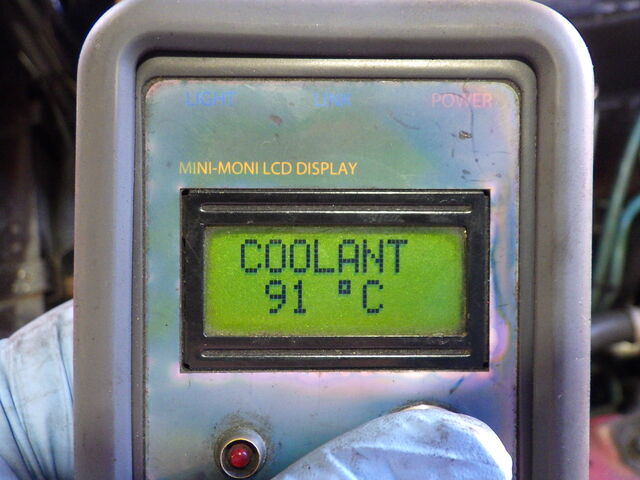 LIGHT LINK POWER
MINI-MONI LCD DISPLAY
COOLANT
91 °C